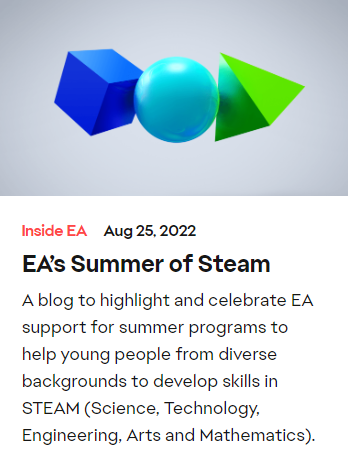 Inside EA Aug 25, 2022
EA's Summer of Steam
A blog to highlight and celebrate EA
support for summer programs to
help young people from diverse
backgrounds to develop skills in
STEAM (Science, Technology,
Engineering, Arts and Mathematics).